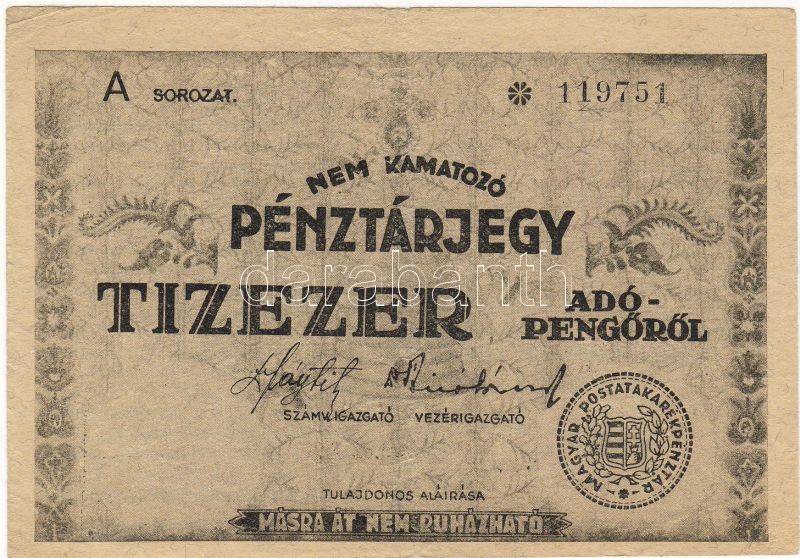 A SOROZAT. * 119751
NEM KAMATOZÓ
PÉNZTÁRJEGY
darabanth
TIZEZER ADÓ-
PENGŐRŐL
SZÁMV. IGAZGATÓ VEZÉRIGAZGATÓ
MAGYAR POSTATAKARÉKPÉNZTÁR
TULAJDONOS ALÁIRÁSA
MÁSRA ÁT NEM RUHÁZHATÓ